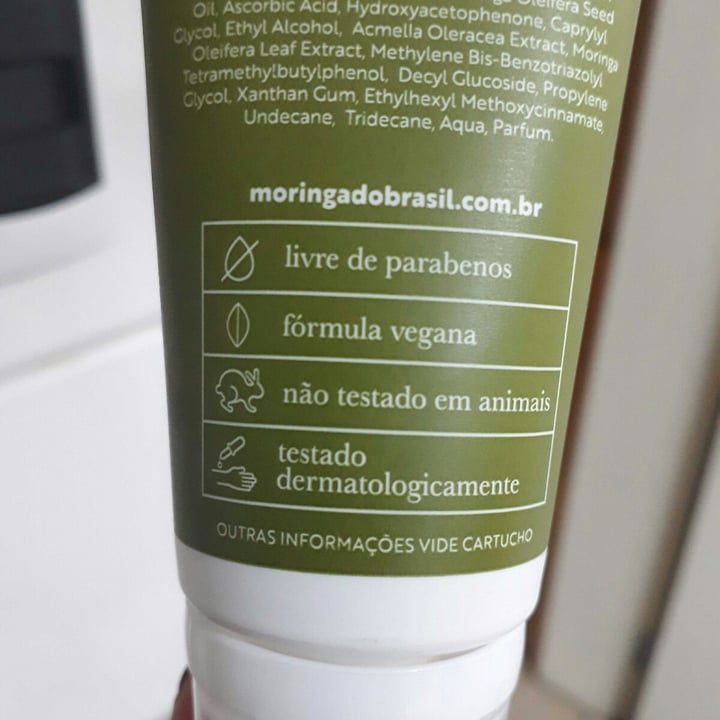 Oleifera Seed
Oil, Ascorbic Acid, Hydroxyacetophenone, Caprylyl
Glycol, Ethyl Alcohol, Acmella Oleracea Extract, Moringa
Oleifera Leaf Extract, Methylene Bis-Benzotriazolyl
Tetramethylbutylphenol, Decyl Glucoside, Propylene
Glycol, Xanthan Gum, Ethylhexyl Methoxycinnamate,
Undecane, Tridecane, Aqua, Parfum.
moringadobrasil.com.br
livre de parabenos
fórmula vegana
não testado em animais
testado
dermatologicamente
OUTRAS INFORMAÇÕES VIDE CARTUCHO